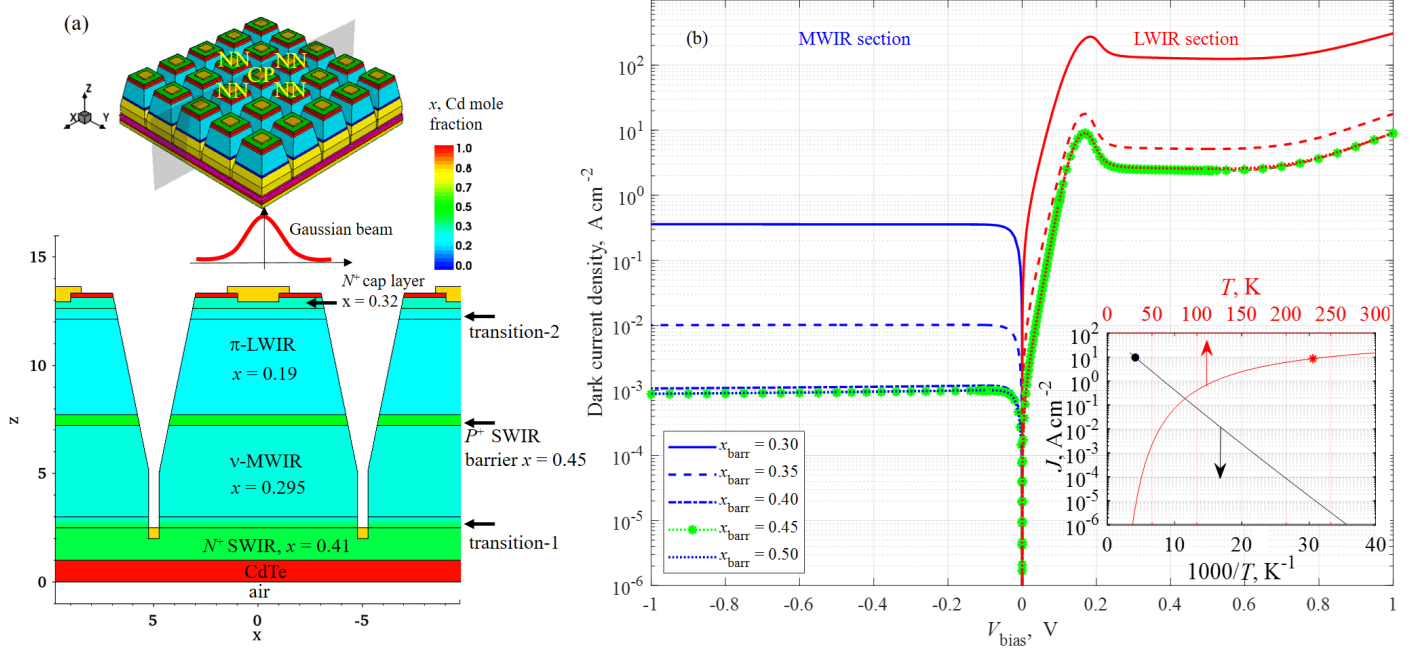 (a)
NN
NN
CP
NN
NN
Z
X
Y
x, Cd mole
fraction
1.0
0.8
0.6
0.5
0.3
0.3
0.2
0.0
Gaussian beam
N⁺ cap layer
x = 0.32
transition-2
π-LWIR
x = 0.19
P⁺ SWIR
barrier x = 0.45
ν-MWIR
x = 0.295
transition-1
N⁺ SWIR, x = 0.41
CdTe
air
15
10
5
0
z
5
0
-5
x
(b)
MWIR section
LWIR section
Dark current density, A cm⁻²
10²
10¹
10⁰
10⁻¹
10⁻²
10⁻³
10⁻⁴
10⁻⁵
10⁻⁶
-1
-0.8
-0.6
-0.4
-0.2
0
0.2
0.4
0.6
0.8
1
V_bias, V
x_barr = 0.30
x_barr = 0.35
x_barr = 0.40
x_barr = 0.45
x_barr = 0.50
T, K
0
50
100
150
200
250
300
J, A cm⁻²
10²
10¹
10⁰
10⁻¹
10⁻²
10⁻³
10⁻⁴
10⁻⁵
10⁻⁶
0
10
20
30
40
1000/T, K⁻¹